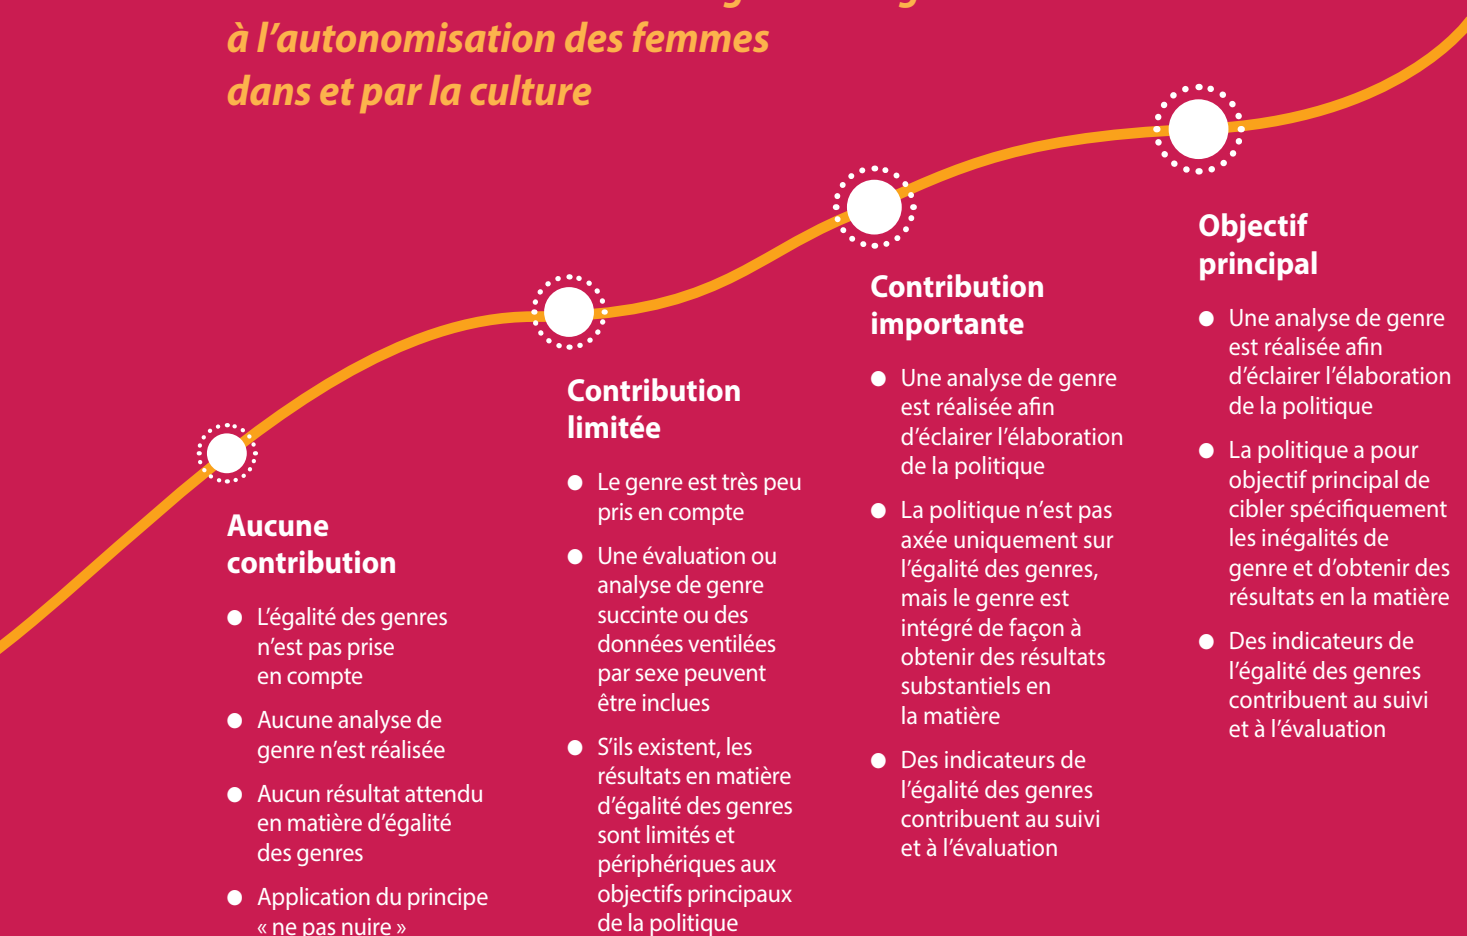 à l’autonomisation des femmes
dans et par la culture
Aucune
contribution
● L’égalité des genres
n’est pas prise
en compte
● Aucune analyse de
genre n’est réalisée
● Aucun résultat attendu
en matière d’égalité
des genres
● Application du principe
« ne pas nuire »
Contribution
limitée
● Le genre est très peu
pris en compte
● Une évaluation ou
analyse de genre
succinte ou des
données ventilées
par sexe peuvent
être inclues
● S’ils existent, les
résultats en matière
d’égalité des genres
sont limités et
périphériques aux
objectifs principaux
de la politique
Contribution
importante
● Une analyse de genre
est réalisée afin
d’éclairer l’élaboration
de la politique
● La politique n’est pas
axée uniquement sur
l’égalité des genres,
mais le genre est
intégré de façon à
obtenir des résultats
substantiels en
la matière
● Des indicateurs de
l’égalité des genres
contribuent au suivi
et à l’évaluation
Objectif
principal
● Une analyse de genre
est réalisée afin
d’éclairer l’élaboration
de la politique
● La politique a pour
objectif principal de
cibler spécifiquement
les inégalités de
genre et d’obtenir des
résultats en la matière
● Des indicateurs de
l’égalité des genres
contribuent au suivi
et à l’évaluation